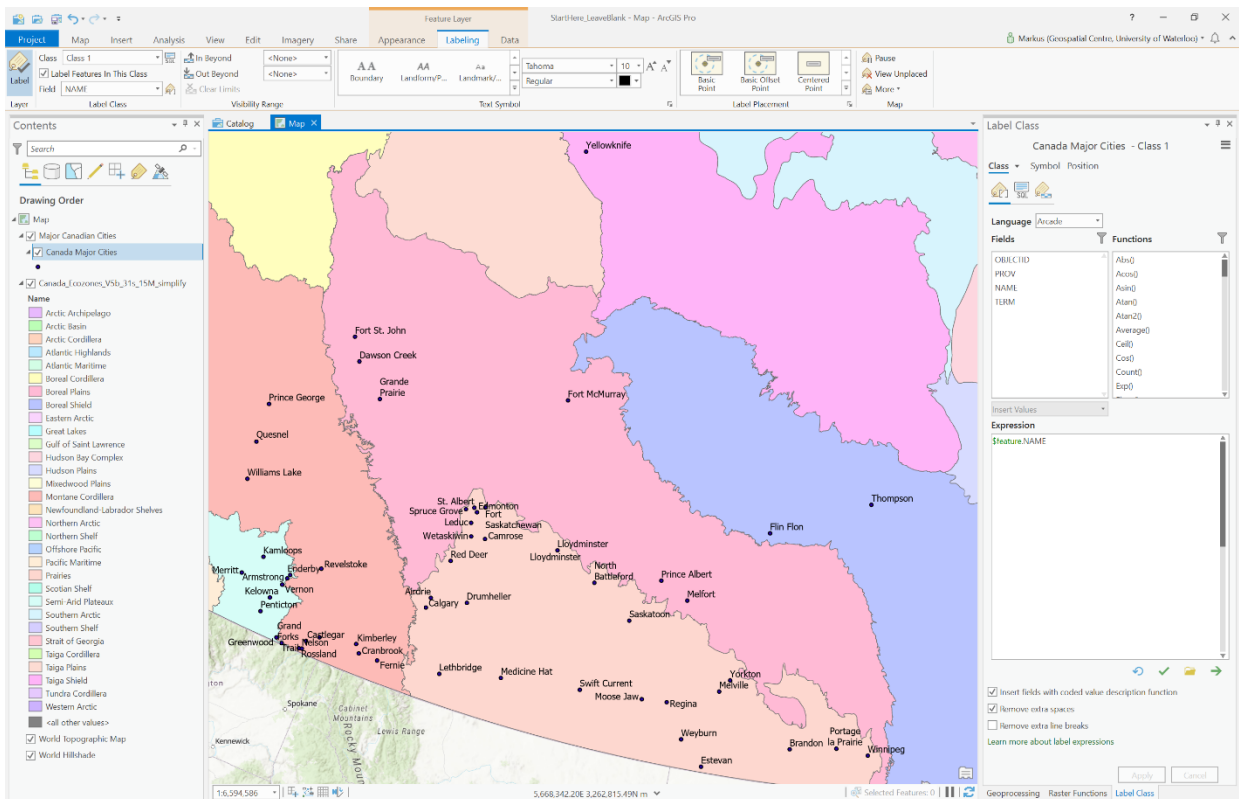 Feature Layer
StartHere_LeaveBlank - Map - ArcGIS Pro
?
Project Map Insert Analysis View Edit Imagery Share Appearance Labeling Data
Markus (Geospatial Centre, University of Waterloo)
Label
Class Class 1
Label Features In This Class
Field NAME
In Beyond <None>
Out Beyond <None>
Clear Limits
AA Boundary
AA Landform/P...
Aa Landmark/...
Tahoma 10 A A
Regular
Basic Point
Basic Offset Point
Centered Point
Pause
View Unplaced
More
Layer Label Class Visibility Range Text Symbol Label Placement Map
Contents
Search
Drawing Order
Map
Major Canadian Cities
Canada Major Cities
Canada_Ecozones_V5b_31s_15M_simplify
Name
Arctic Archipelago
Arctic Basin
Arctic Cordillera
Atlantic Highlands
Atlantic Maritime
Boreal Cordillera
Boreal Plains
Boreal Shield
Eastern Arctic
Great Lakes
Gulf of Saint Lawrence
Hudson Bay Complex
Hudson Plains
Mixedwood Plains
Montane Cordillera
Newfoundland-Labrador Shelves
Northern Arctic
Northern Shelf
Offshore Pacific
Pacific Maritime
Prairies
Scotian Shelf
Semi-Arid Plateaux
Southern Arctic
Southern Shelf
Strait of Georgia
Taiga Cordillera
Taiga Plains
Taiga Shield
Tundra Cordillera
Western Arctic
<all other values>
World Topographic Map
World Hillshade
Catalog Map
Yellowknife
Fort St. John
Dawson Creek
Grande
Prairie
Prince George
Fort McMurray
Quesnel
Williams Lake
Thompson
St. Albert Edmonton
Spruce Grove Fort
Leduc Saskatchewan
Wetaskiwin Camrose
Flin Flon
Kamloops
Red Deer
Lloydminster
Lloydminster
Merritt
Armstrong
Enderby
Revelstoke
North
Battleford
Prince Albert
Kelowna
Vernon
Airdrie
Drumheller
Melfort
Penticton
Calgary
Saskatoon
Grand
Forks
Castlegar
Greenwood
Trail
Nelson
Rossland
Kimberley
Cranbrook
Fernie
Lethbridge
Medicine Hat
Swift Current
Moose Jaw
Regina
Yorkton
Melville
Weyburn
Brandon
Portage
la Prairie
Winnipeg
Estevan
ton
Spokane
Cabinet
Mountains
Lewis Range
Kennewick
Rocky Moun
1:6,594,586
5,668,342.20E 3,262,815.49N m
Selected Features: 0
Label Class
Canada Major Cities - Class 1
Class Symbol Position
SQL
Language Arcade
Fields Functions
OBJECTID Abs()
PROV Acos()
NAME Asin()
TERM Atan()
Atan2()
Average()
Ceil()
Cos()
Count()
Exp()
Insert Values
Expression
$feature.NAME
Insert fields with coded value description function
Remove extra spaces
Remove extra line breaks
Learn more about label expressions
Apply Cancel
Geoprocessing Raster Functions Label Class